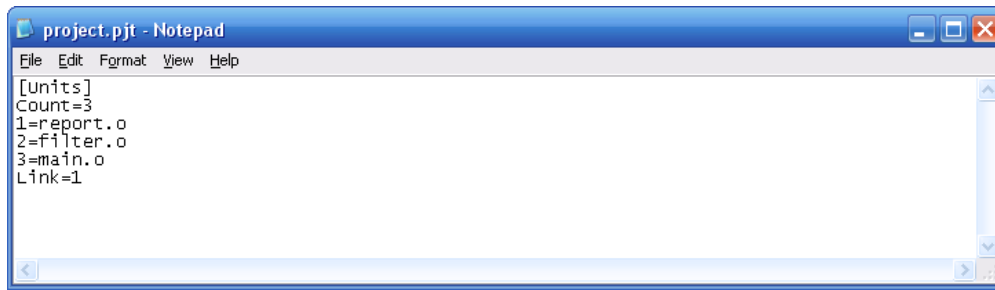 project.pjt - Notepad
File Edit Format View Help
[Units]
Count=3
1=report.o
2=filter.o
3=main.o
Link=1